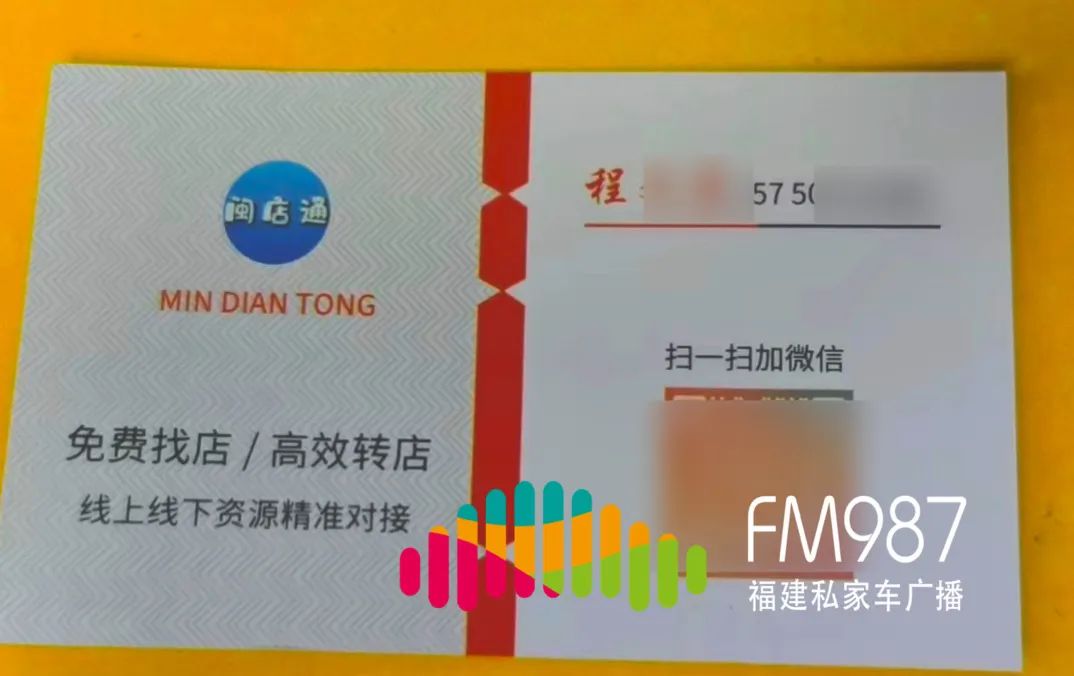 闽店通
MIN DIAN TONG
免费找店 / 高效转店
线上线下资源精准对接
程
57 50
扫一扫加微信
FM987
福建私家车广播